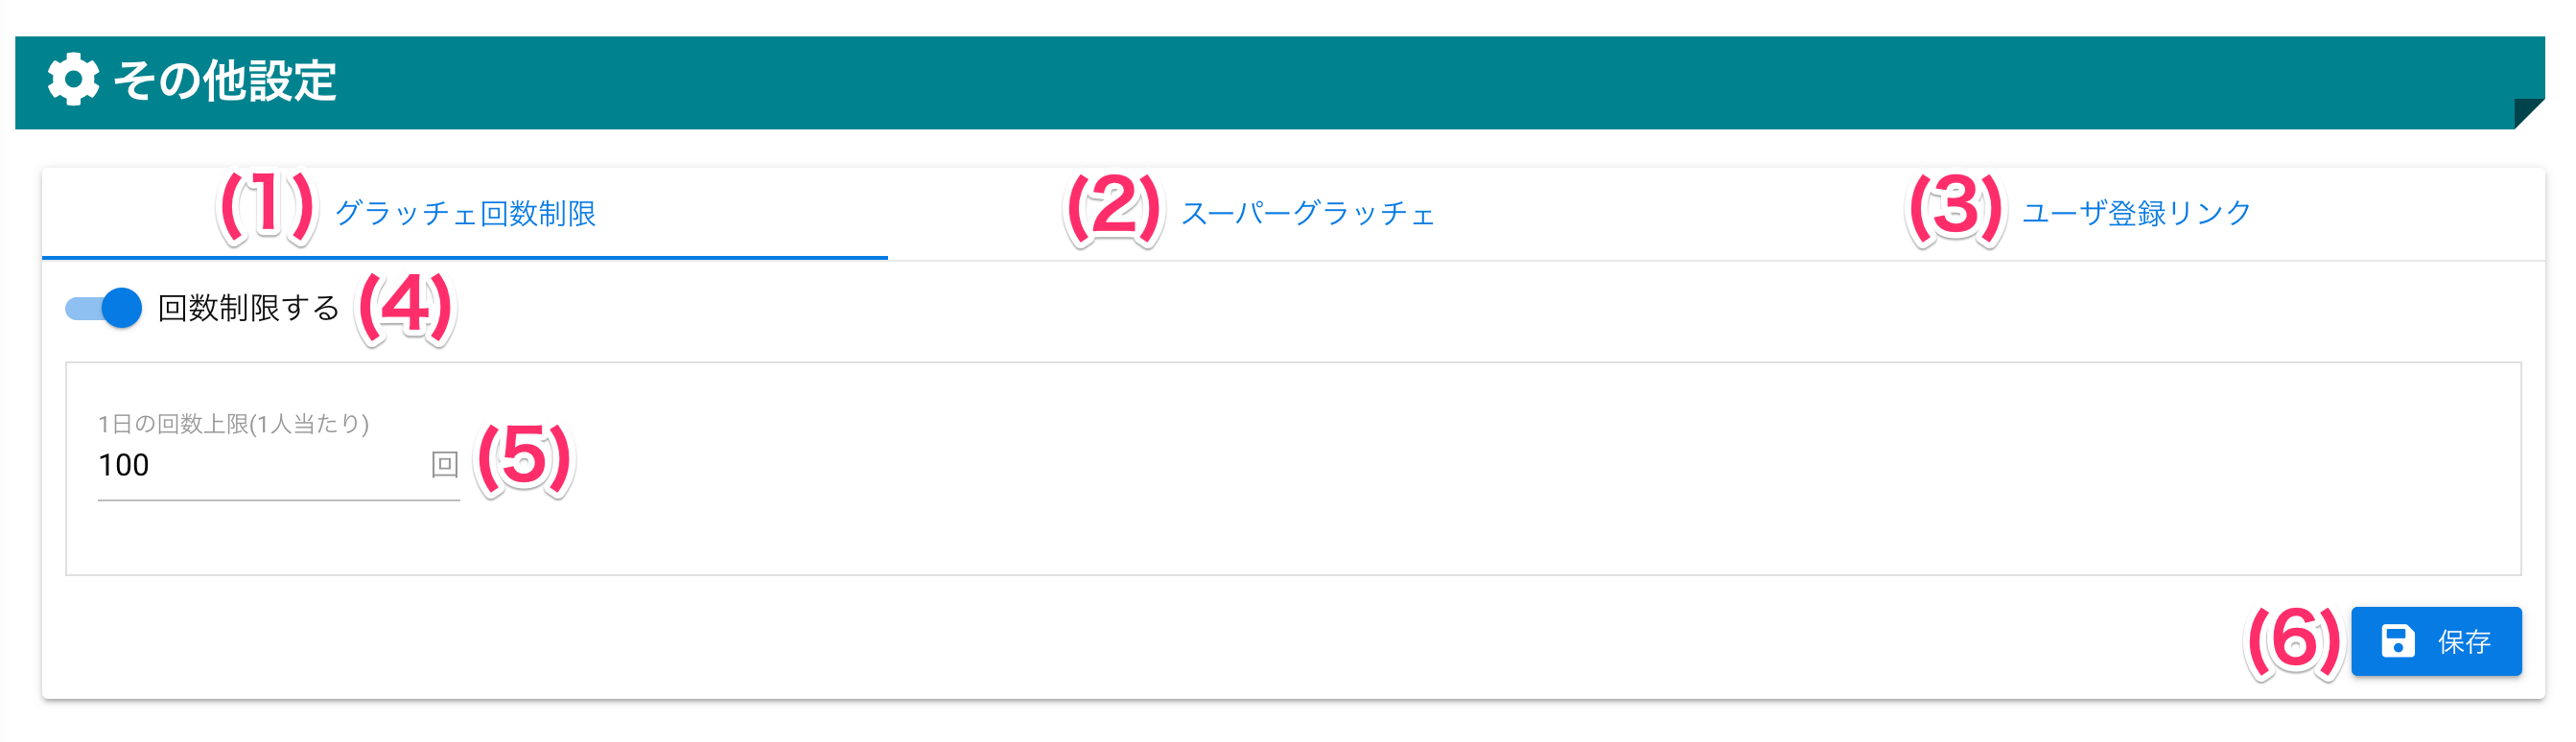 その他設定
(1) グラッチェ回数制限
(2) スーパーグラッチェ
(3) ユーザ登録リンク
回数制限する (4)
1日の回数上限(1人当たり)
100 回 (5)
(6) 保存